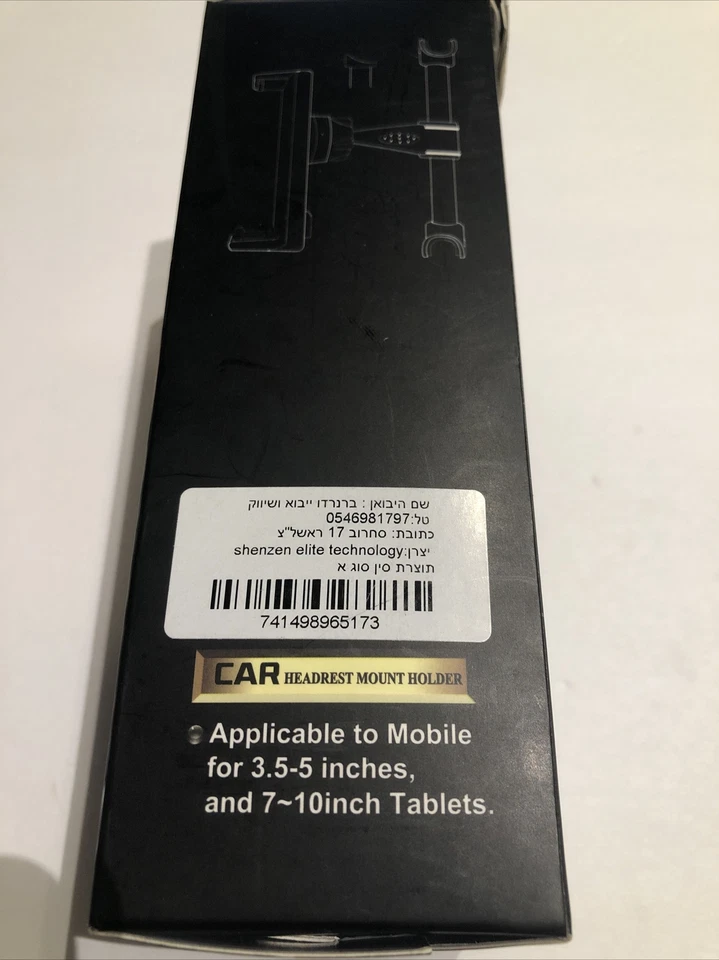 שם היבואן : ברנרדו ייבוא ושיווק
טל:0546981797
כתובת: סחרוב 17 ראשל"צ
יצרן:shenzen elite technology
תוצרת סין סוג א
741498965173
CAR HEADREST MOUNT HOLDER
Applicable to Mobile
for 3.5-5 inches,
and 7~10inch Tablets.